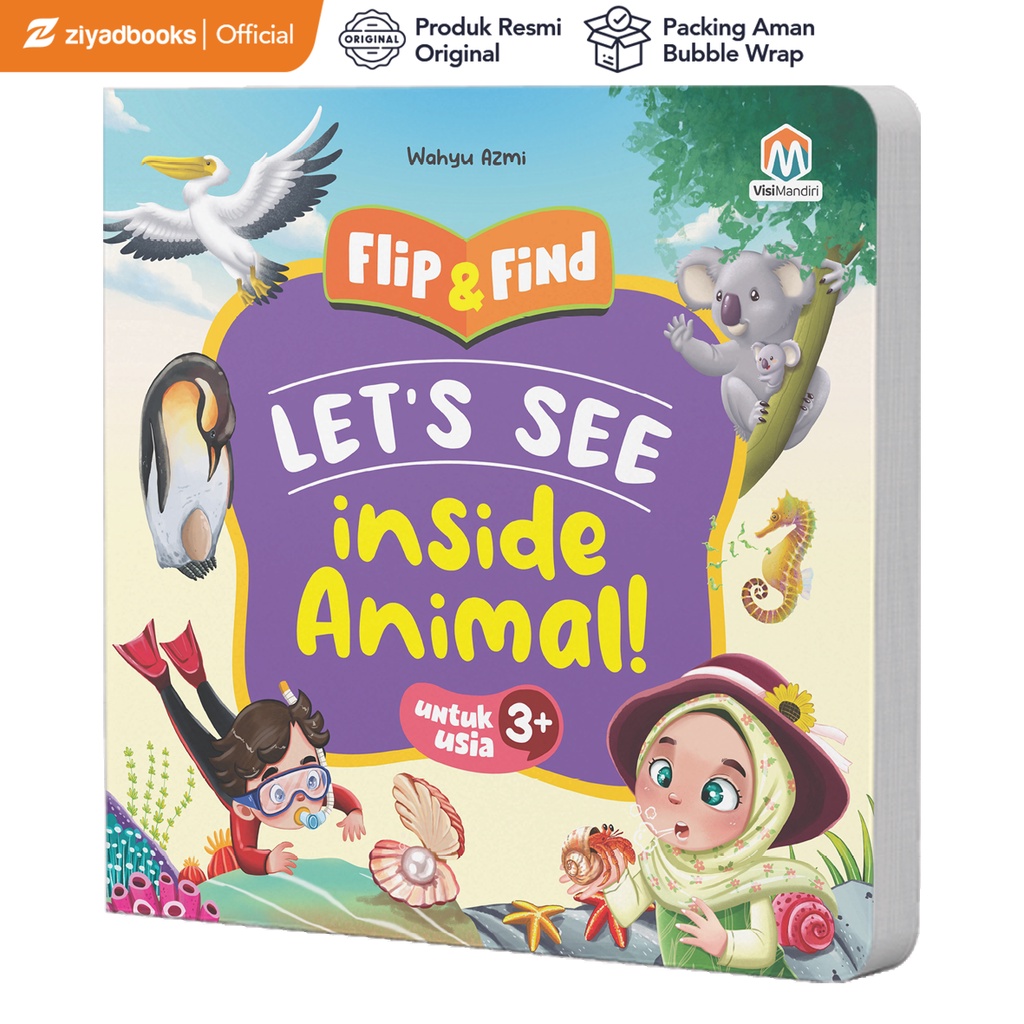 ziyadbooks | Official
ORIGINAL
Produk Resmi
Original
Packing Aman
Bubble Wrap
Wahyu Azmi
VisiMandiri
Flip & Find
LET'S SEE
inside
Animal!
untuk
usia
3+